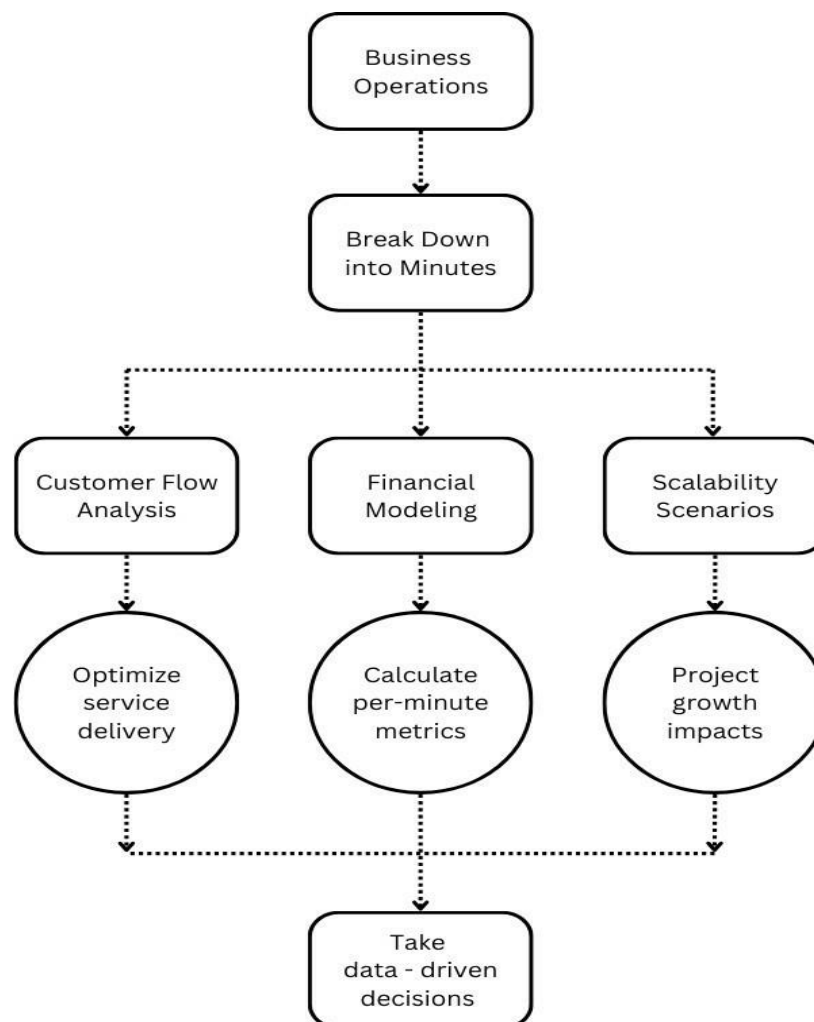 Business
Operations
Break Down
into Minutes
Customer Flow
Analysis
Financial
Modeling
Scalability
Scenarios
Optimize
service
delivery
Calculate
per-minute
metrics
Project
growth
impacts
Take
data - driven
decisions